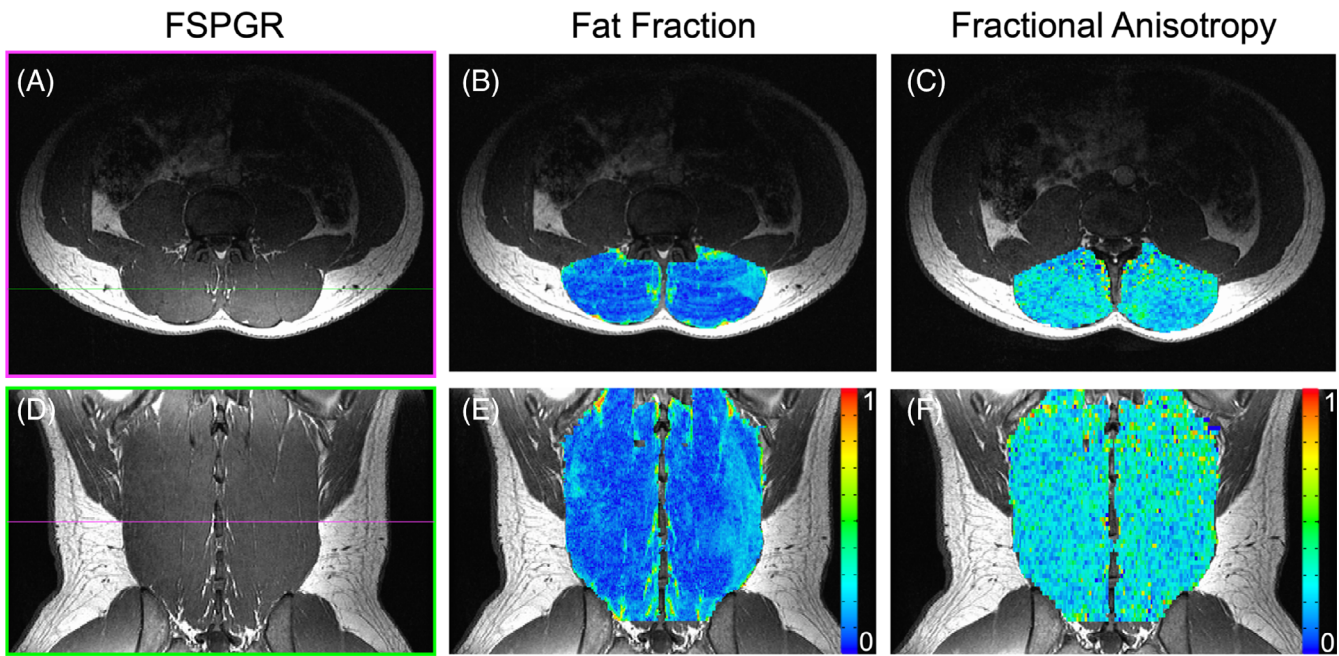 FSPGR
Fat Fraction
Fractional Anisotropy
(A)
(B)
(C)
(D)
(E)
1
0
(F)
1
0